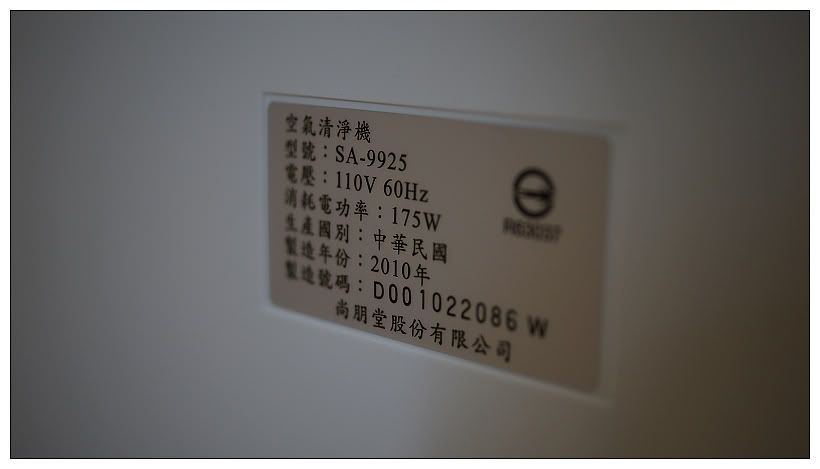 空氣清淨機
型號：SA-9925
電壓：110V 60Hz
消耗電功率：175W
生產國別：中華民國
製造年份：2010年
製造號碼：D001022086 W
尚朋堂股份有限公司